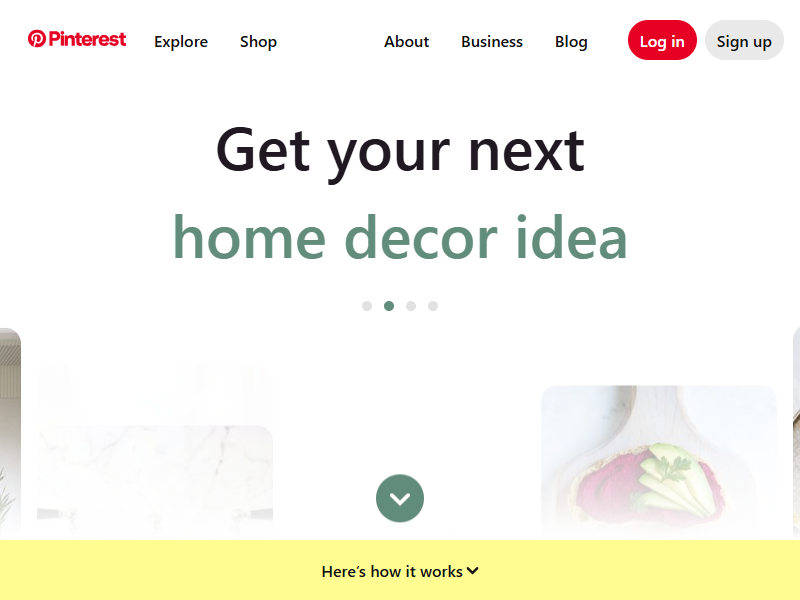 Pinterest
Explore
Shop
About
Business
Blog
Log in
Sign up
Get your next
home decor idea
Here's how it works